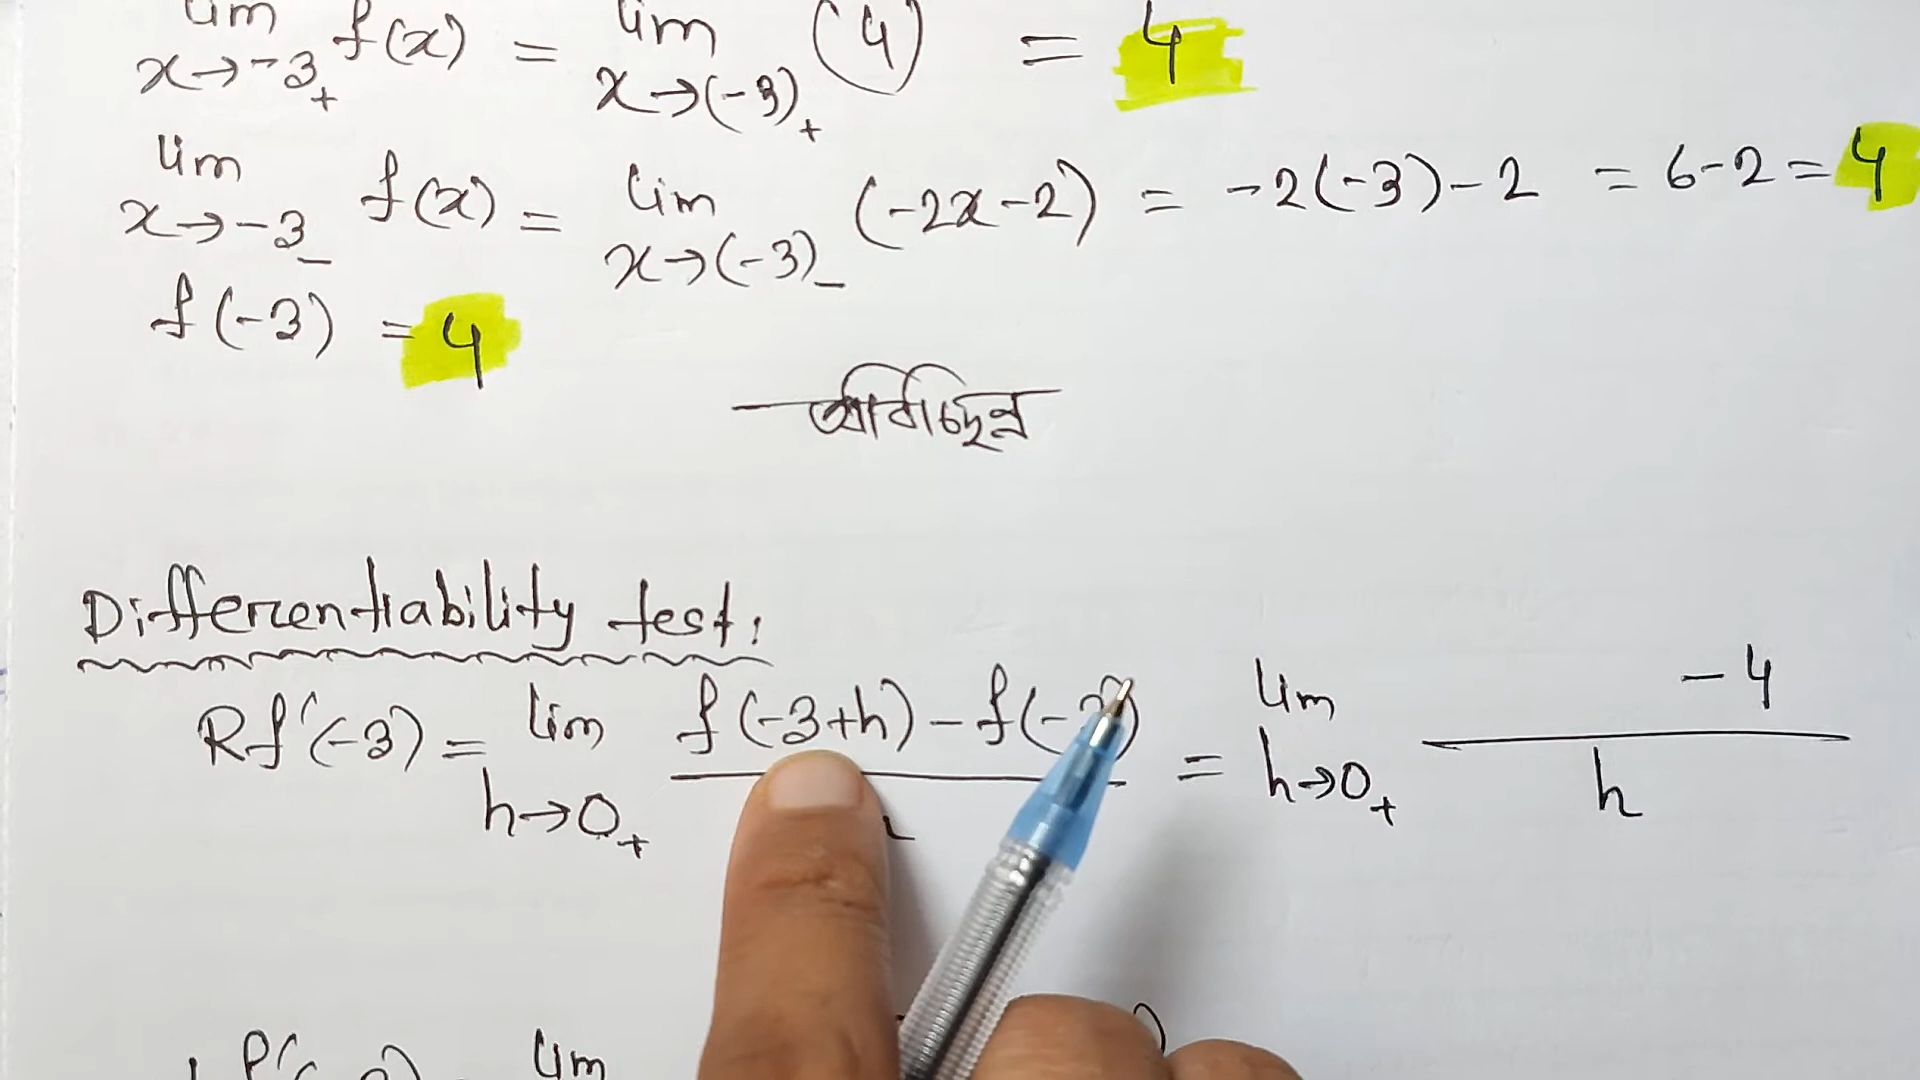 lim x→-3+ f(x) = lim x→(-3)+ (4) = 4
lim x→-3- f(x) = lim x→(-3)- (-2x-2) = -2(-3)-2 = 6-2 = 4
f(-3) = 4
অবিচ্ছিন্ন
Differentiability test:
Rf'(-3) = lim h→0+ f(-3+h) - f(-3) / h = lim h→0+ -4 / h
lim